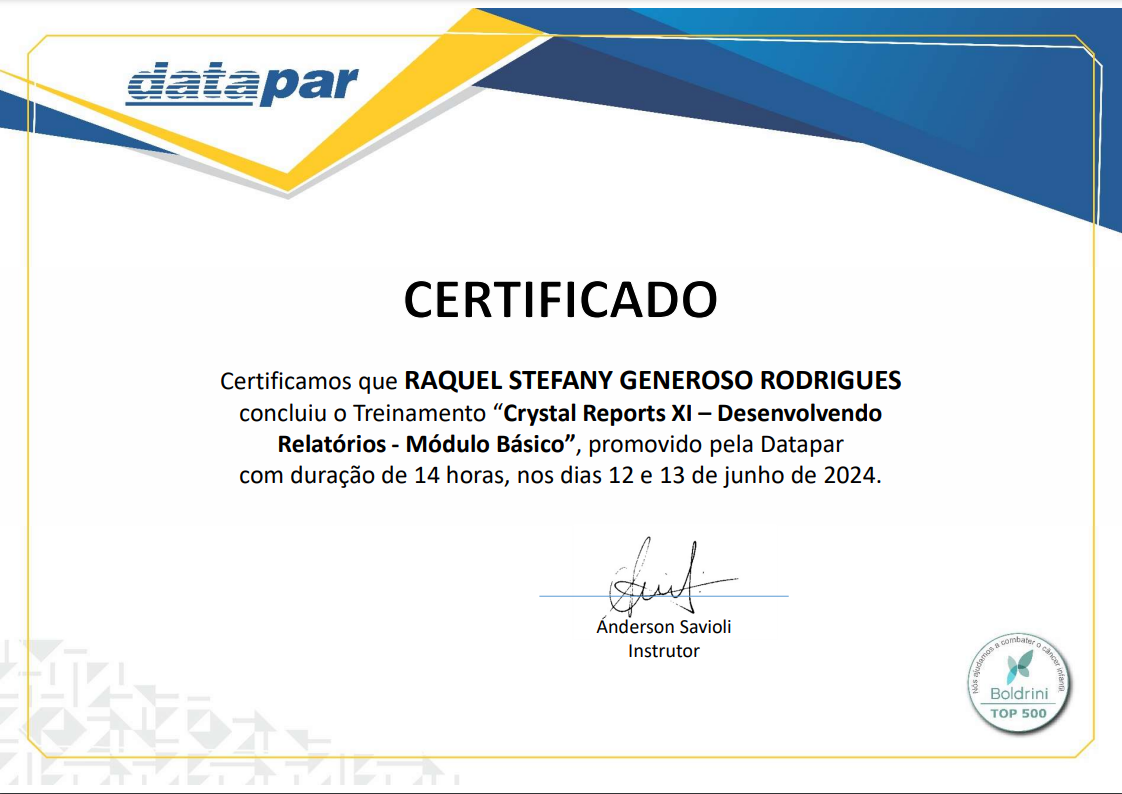 datapar
CERTIFICADO
Certificamos que RAQUEL STEFANY GENEROSO RODRIGUES
concluiu o Treinamento “Crystal Reports XI – Desenvolvendo
Relatórios - Módulo Básico”, promovido pela Datapar
com duração de 14 horas, nos dias 12 e 13 de junho de 2024.
Anderson Savioli
Instrutor
Nós ajudamos a combater o câncer infantil
Boldrini
TOP 500